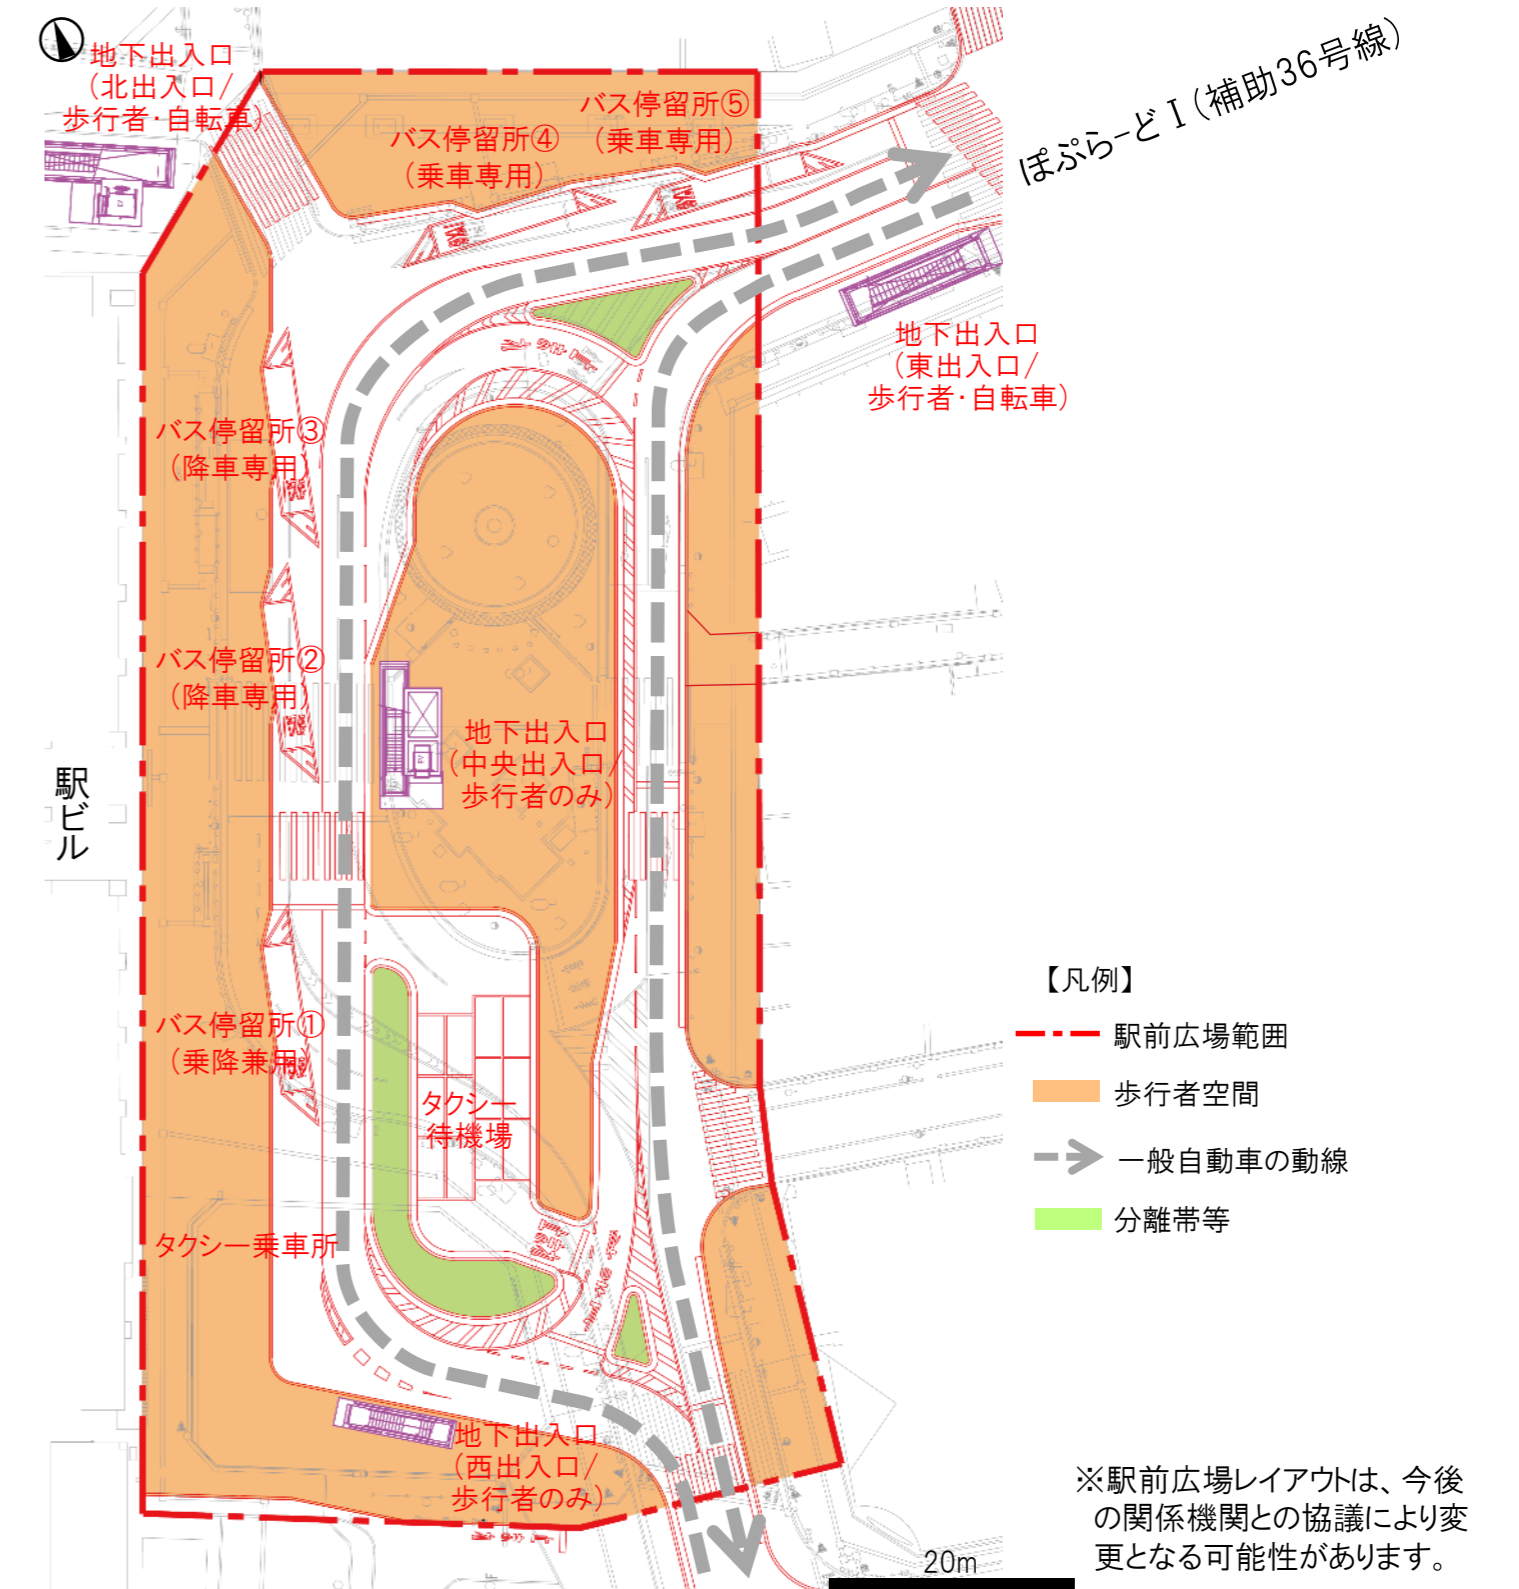 地下出入口
（北出入口/
歩行者・自転車）
バス停留所⑤
（乗車専用）
バス停留所④
（乗車専用）
ぽぷら-どⅠ（補助36号線）
地下出入口
（東出入口/
歩行者・自転車）
バス停留所③
（降車専用）
バス停留所②
（降車専用）
地下出入口
（中央出入口/
歩行者のみ）
駅ビル
バス停留所①
（乗降兼用）
タクシー
待機場
タクシー乗車所
地下出入口
（西出入口/
歩行者のみ）
【凡例】
駅前広場範囲
歩行者空間
一般自動車の動線
分離帯等
※駅前広場レイアウトは、今後
の関係機関との協議により変
更となる可能性があります。
20m